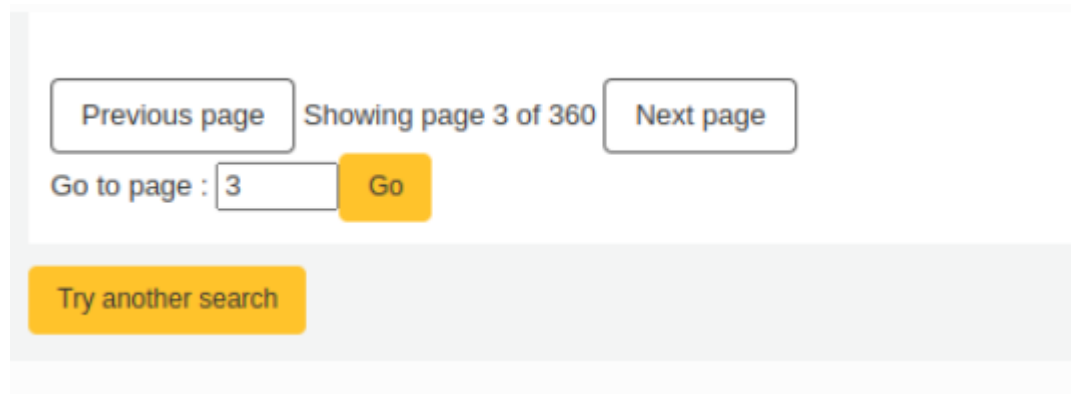 Previous page Showing page 3 of 360 Next page
Go to page : 3 Go
Try another search